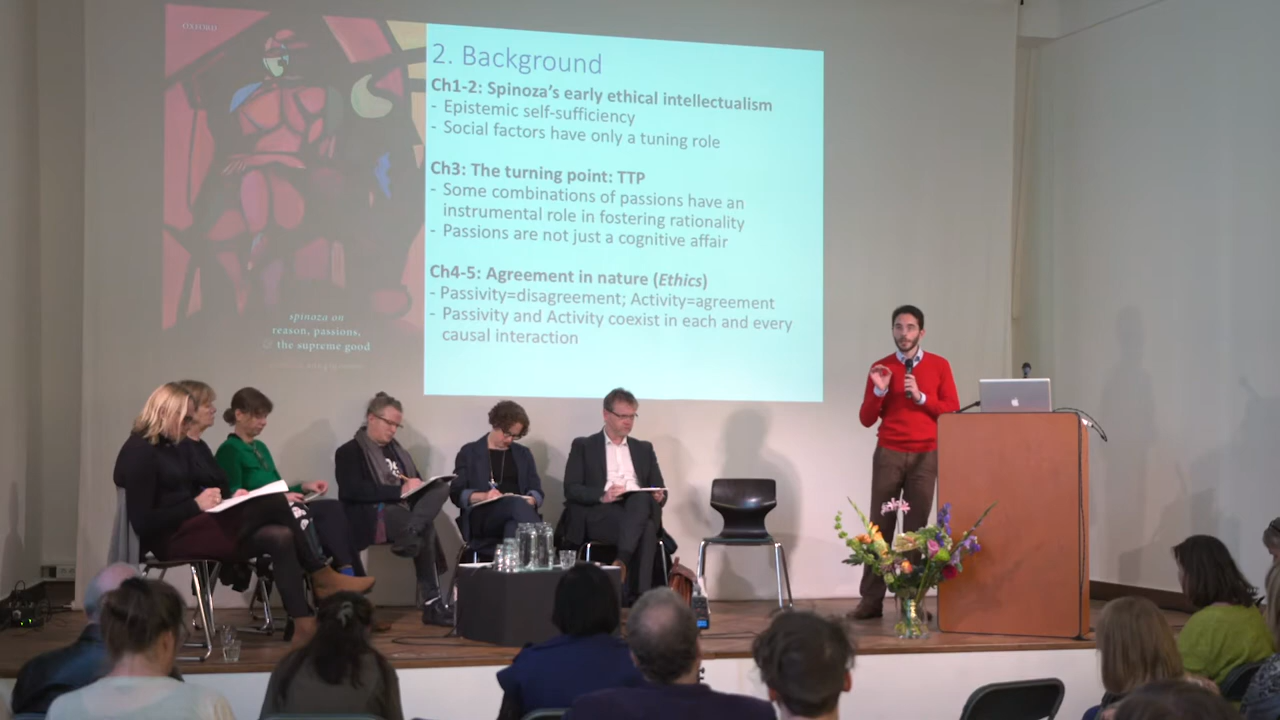 OXFORD
spinoza on
reason, passions,
& the supreme good
2. Background
Ch1-2: Spinoza's early ethical intellectualism
- Epistemic self-sufficiency
- Social factors have only a tuning role
Ch3: The turning point: TTP
- Some combinations of passions have an
instrumental role in fostering rationality
- Passions are not just a cognitive affair
Ch4-5: Agreement in nature (Ethics)
- Passivity=disagreement; Activity=agreement
- Passivity and Activity coexist in each and every
causal interaction